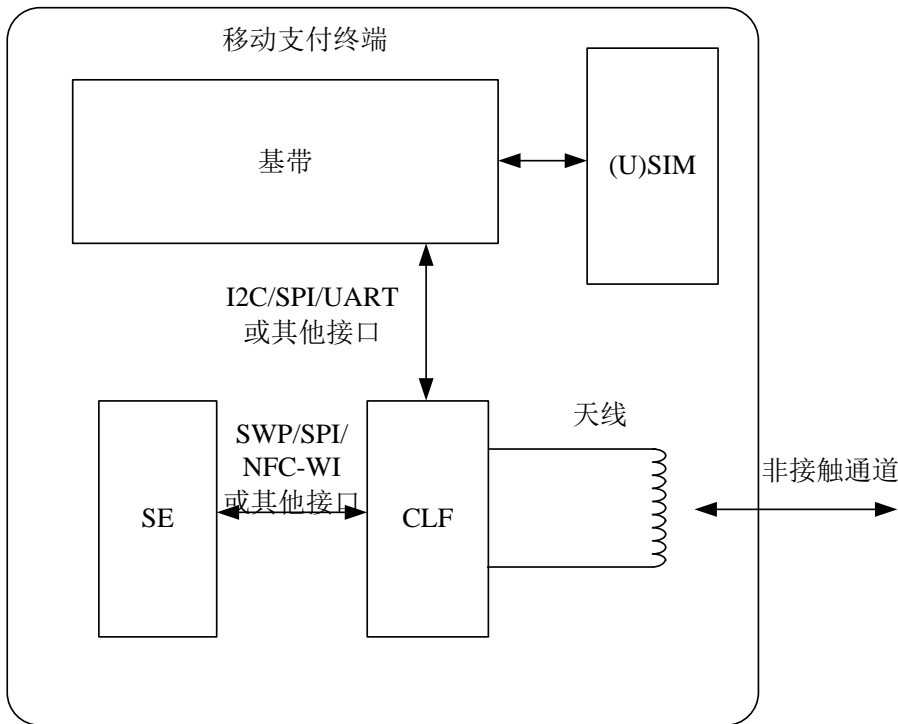 移动支付终端
基带
(U)SIM
I2C/SPI/UART
或其他接口
天线
SWP/SPI/
NFC-WI
或其他接口
非接触通道
SE
CLF